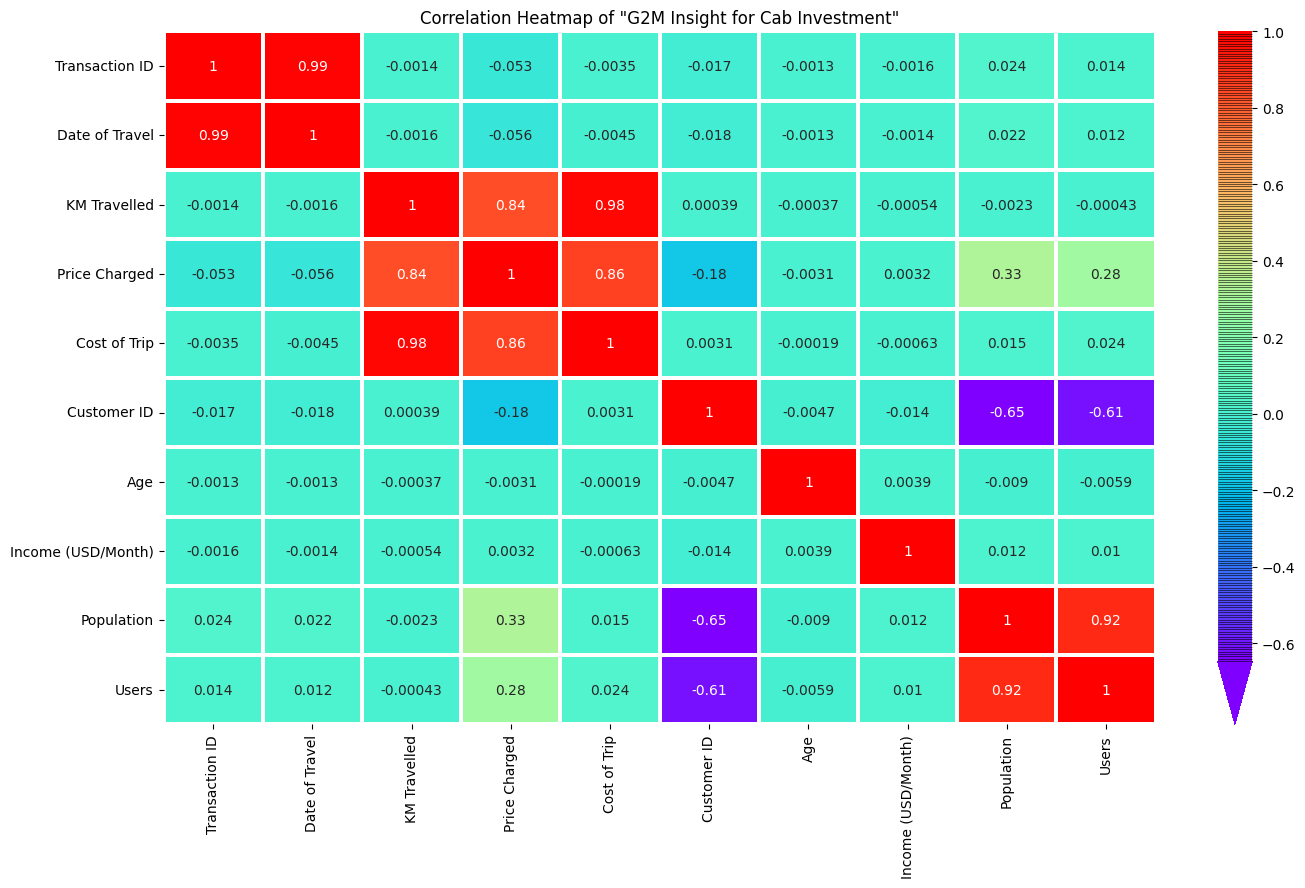 Correlation Heatmap of "G2M Insight for Cab Investment"
Transaction ID 1 0.99 -0.0014 -0.053 -0.0035 -0.017 -0.0013 -0.0016 0.024 0.014
Date of Travel 0.99 1 -0.0016 -0.056 -0.0045 -0.018 -0.0013 -0.0014 0.022 0.012
KM Travelled -0.0014 -0.0016 1 0.84 0.98 0.00039 -0.00037 -0.00054 -0.0023 -0.00043
Price Charged -0.053 -0.056 0.84 1 0.86 -0.18 -0.0031 0.0032 0.33 0.28
Cost of Trip -0.0035 -0.0045 0.98 0.86 1 0.0031 -0.00019 -0.00063 0.015 0.024
Customer ID -0.017 -0.018 0.00039 -0.18 0.0031 1 -0.0047 -0.014 -0.65 -0.61
Age -0.0013 -0.0013 -0.00037 -0.0031 -0.00019 -0.0047 1 0.0039 -0.009 -0.0059
Income (USD/Month) -0.0016 -0.0014 -0.00054 0.0032 -0.00063 -0.014 0.0039 1 0.012 0.01
Population 0.024 0.022 -0.0023 0.33 0.015 -0.65 -0.009 0.012 1 0.92
Users 0.014 0.012 -0.00043 0.28 0.024 -0.61 -0.0059 0.01 0.92 1
Transaction ID
Date of Travel
KM Travelled
Price Charged
Cost of Trip
Customer ID
Age
Income (USD/Month)
Population
Users
1.0
0.8
0.6
0.4
0.2
0.0
−0.2
−0.4
−0.6